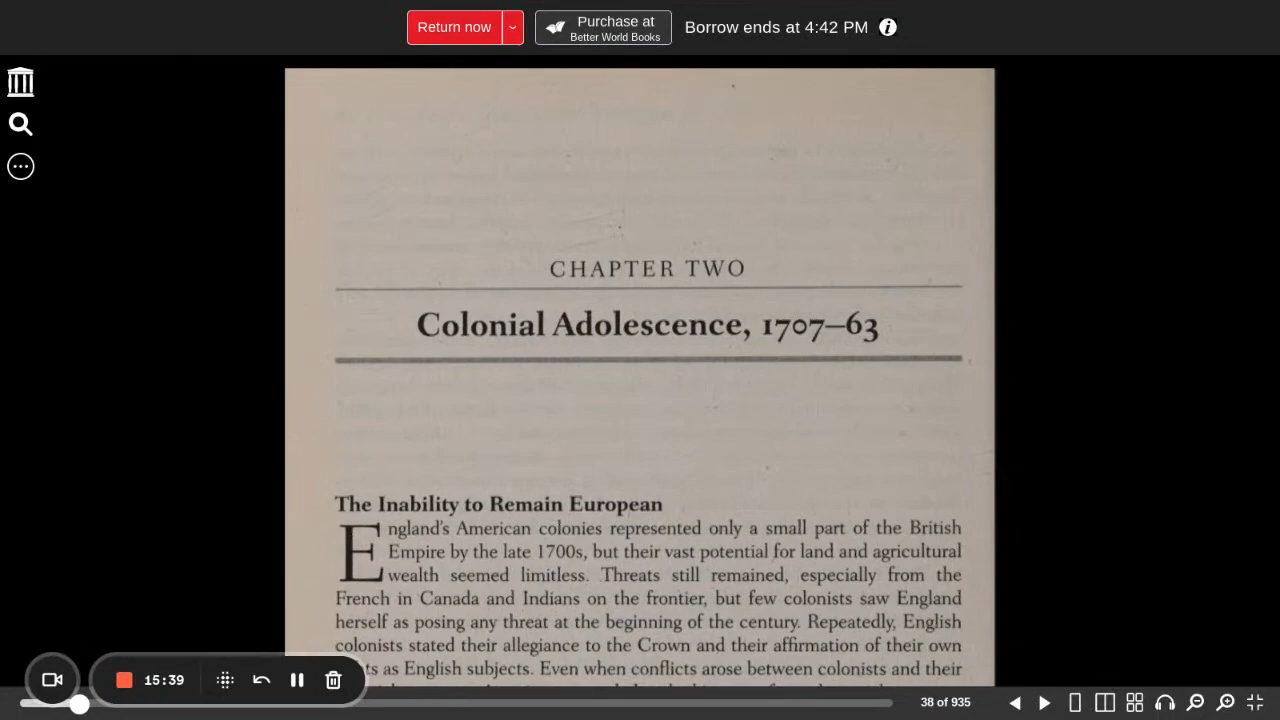 Return now
Purchase at
Better World Books
Borrow ends at 4:42 PM
CHAPTER TWO
Colonial Adolescence, 1707–63
The Inability to Remain European
England's American colonies represented only a small part of the British
Empire by the late 1700s, but their vast potential for land and agricultural
wealth seemed limitless. Threats still remained, especially from the
French in Canada and Indians on the frontier, but few colonists saw England
herself as posing any threat at the beginning of the century. Repeatedly, English
colonists stated their allegiance to the Crown and their affirmation of their own
as English subjects. Even when conflicts arose between colonists and their
15:39
38 of 935